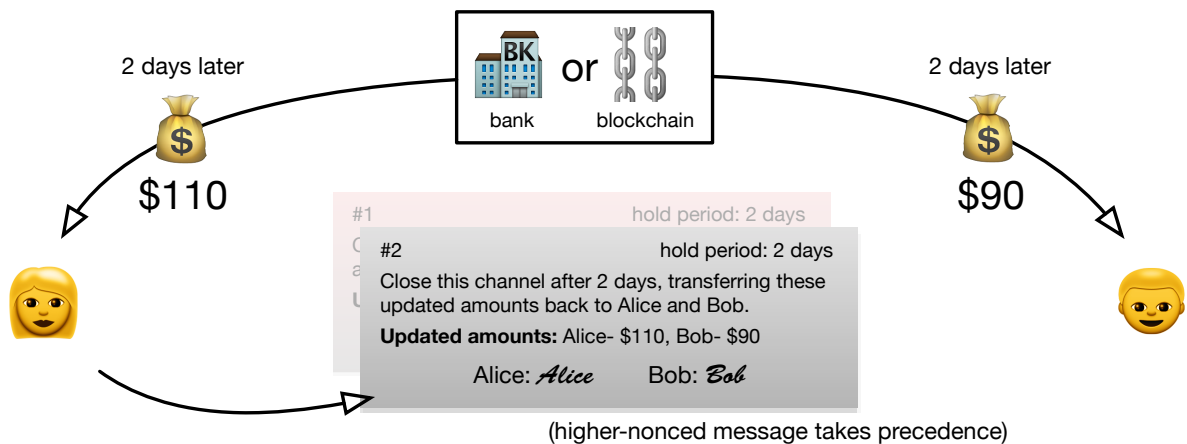 2 days later
$110
BK
or
bank
blockchain
2 days later
$90
#1 hold period: 2 days
#2 hold period: 2 days
Close this channel after 2 days, transferring these
updated amounts back to Alice and Bob.
Updated amounts: Alice- $110, Bob- $90
Alice: Alice Bob: Bob
(higher-nonced message takes precedence)